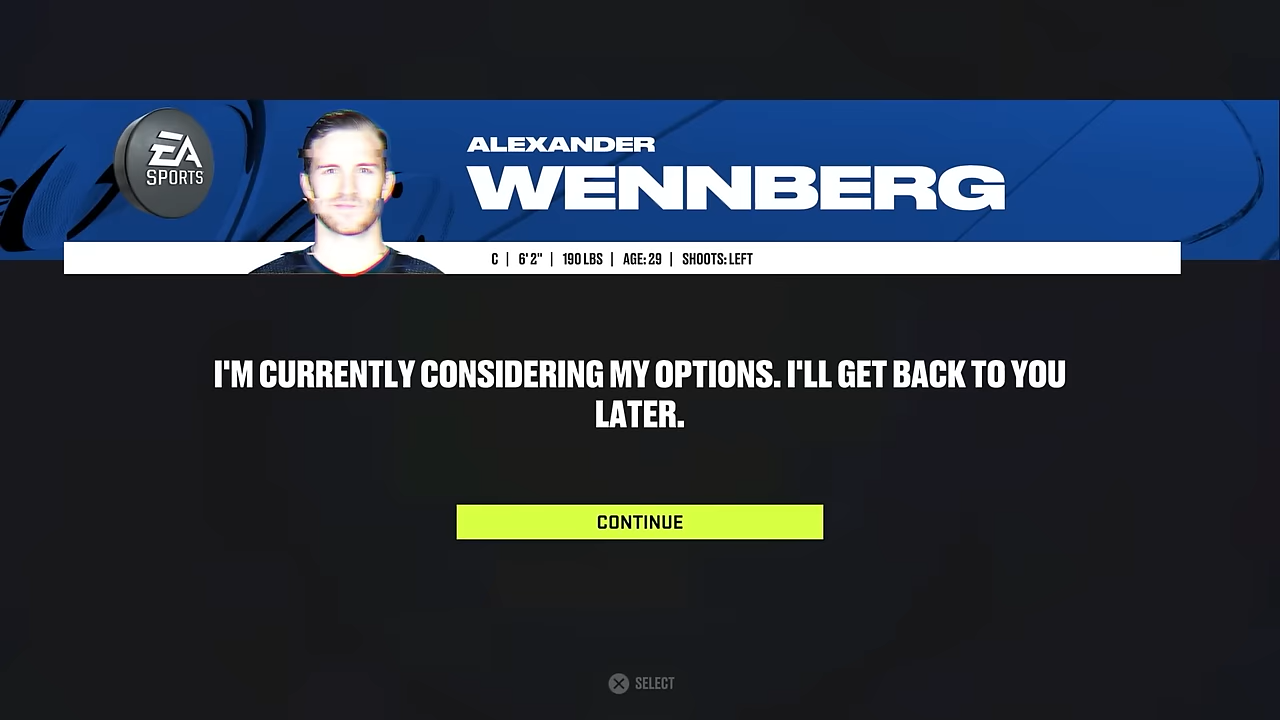 EA
SPORTS
ALEXANDER
WENNBERG
C | 6' 2" | 190 LBS | AGE: 29 | SHOOTS: LEFT
I'M CURRENTLY CONSIDERING MY OPTIONS. I'LL GET BACK TO YOU
LATER.
CONTINUE
SELECT